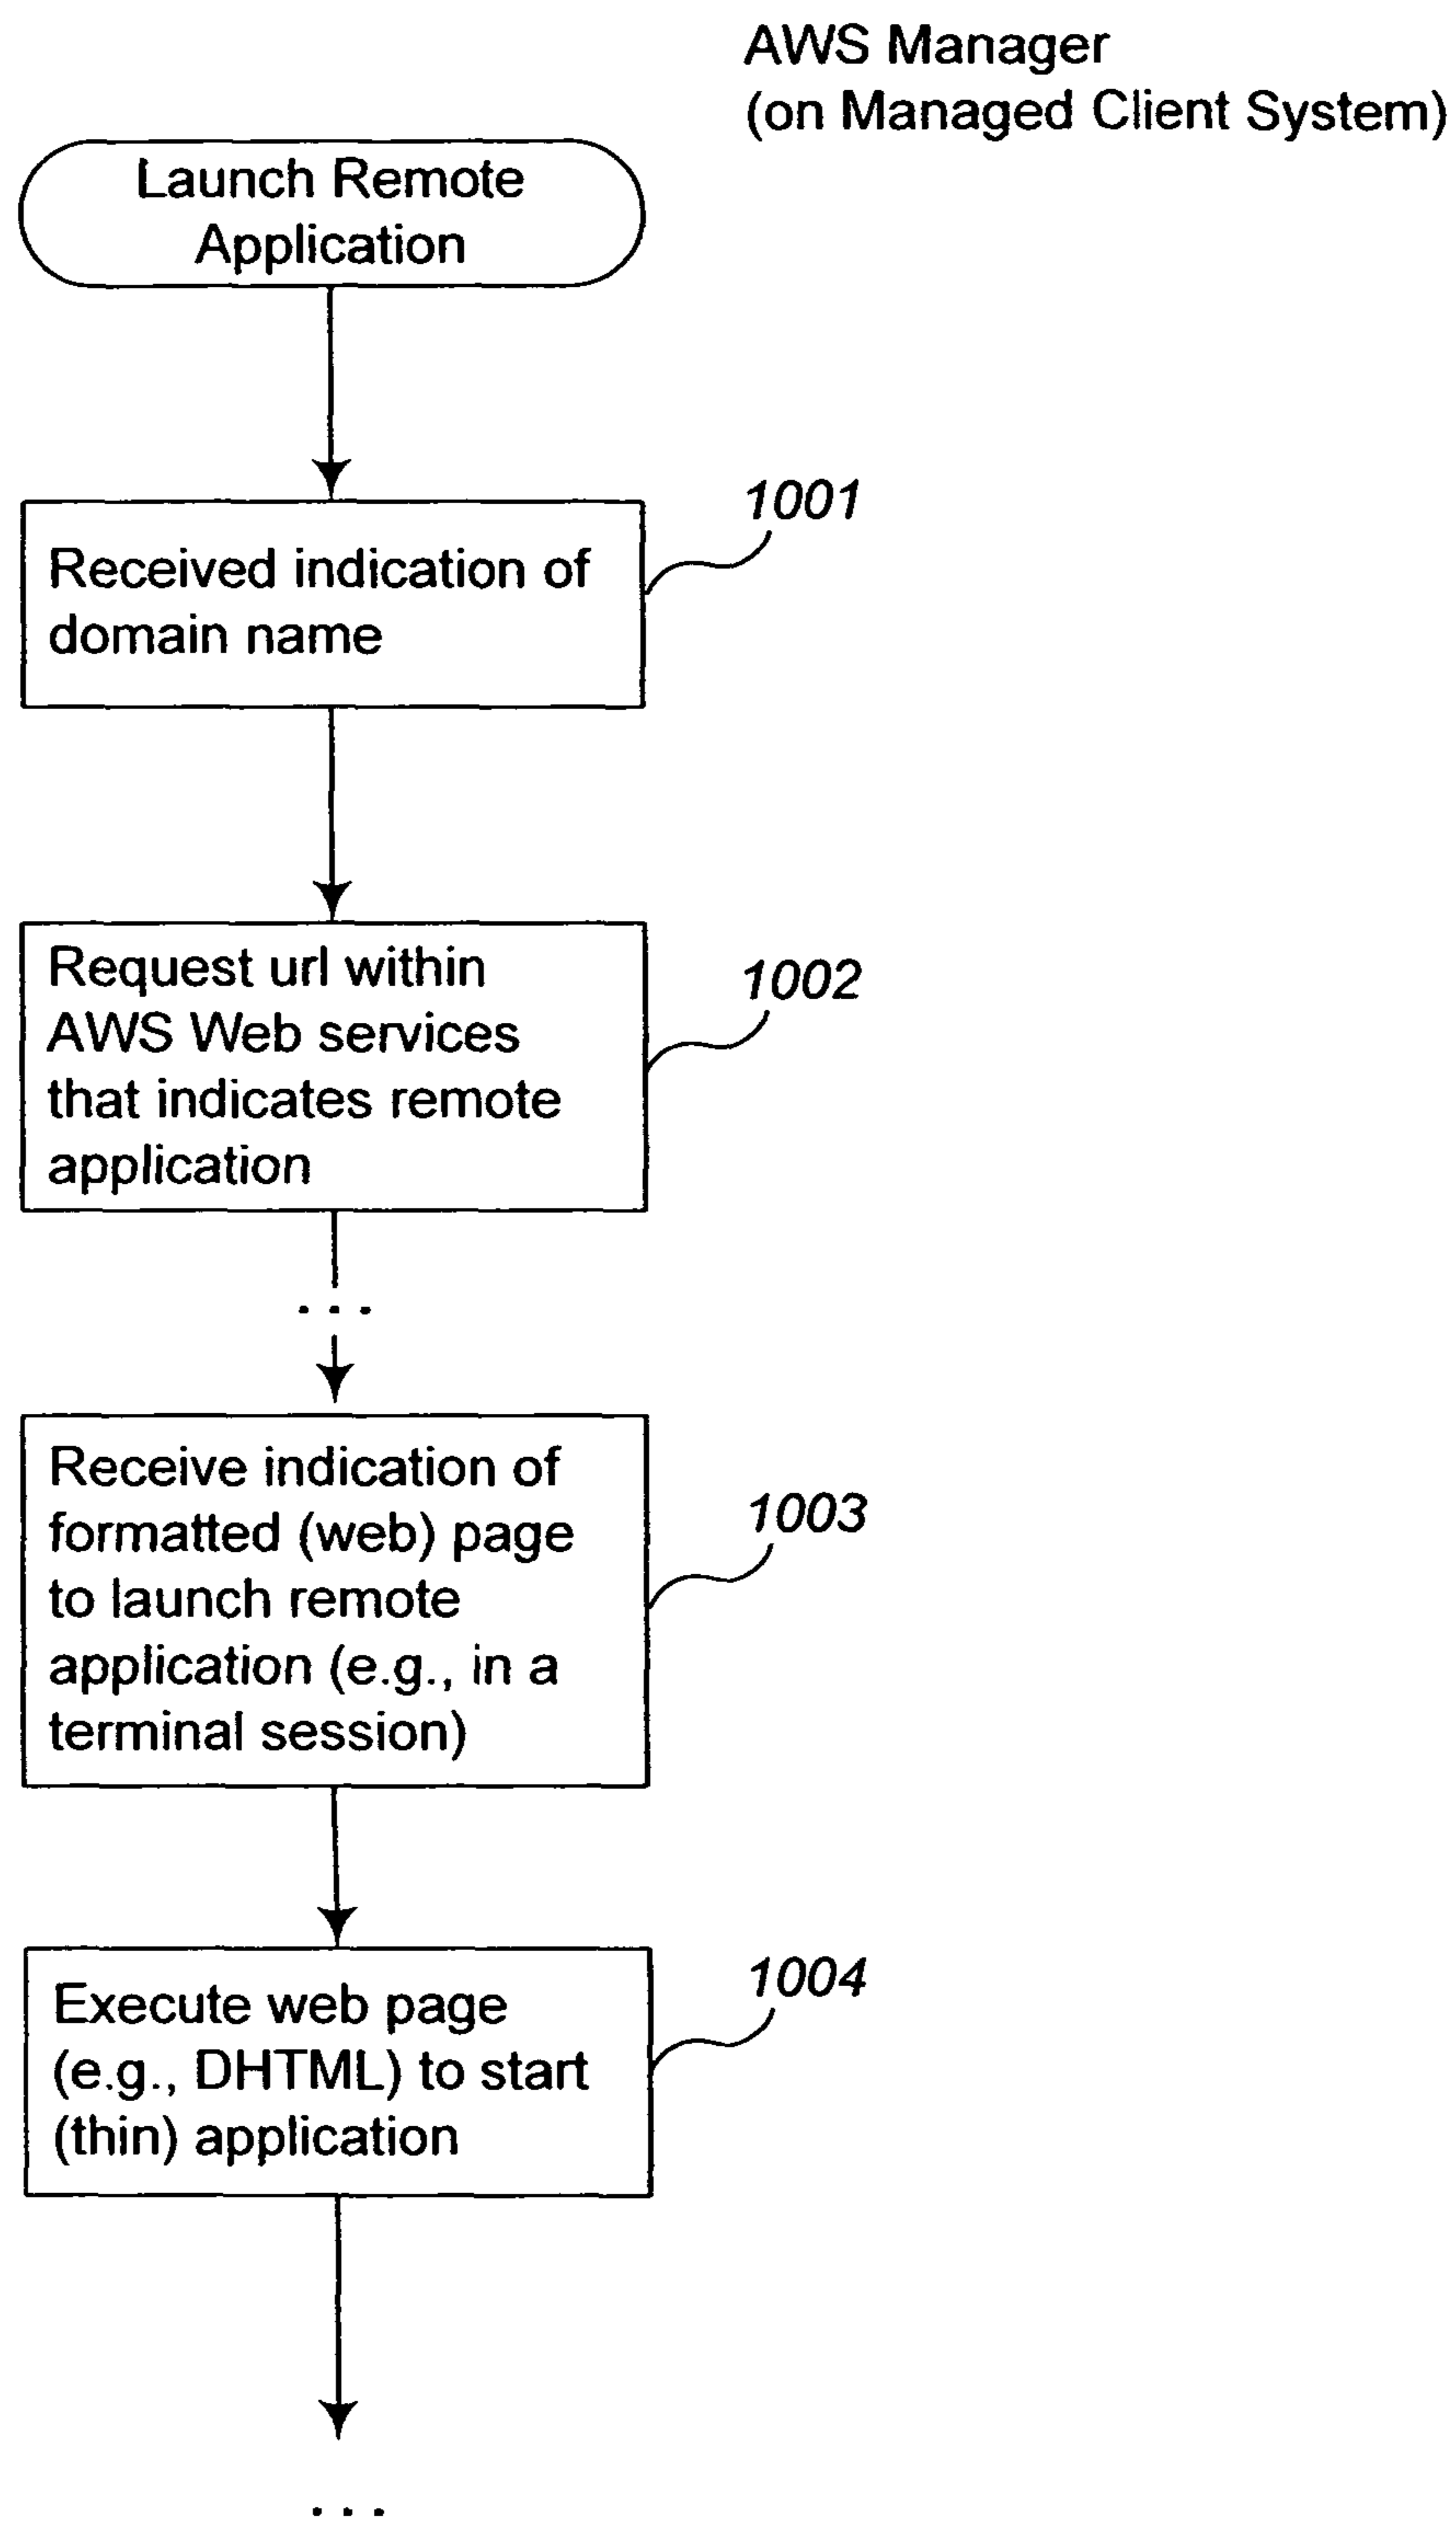 AWS Manager
(on Managed Client System)
Launch Remote
Application
1001
Received indication of
domain name
1002
Request url within
AWS Web services
that indicates remote
application
. . .
1003
Receive indication of
formatted (web) page
to launch remote
application (e.g., in a
terminal session)
1004
Execute web page
(e.g., DHTML) to start
(thin) application
. . .